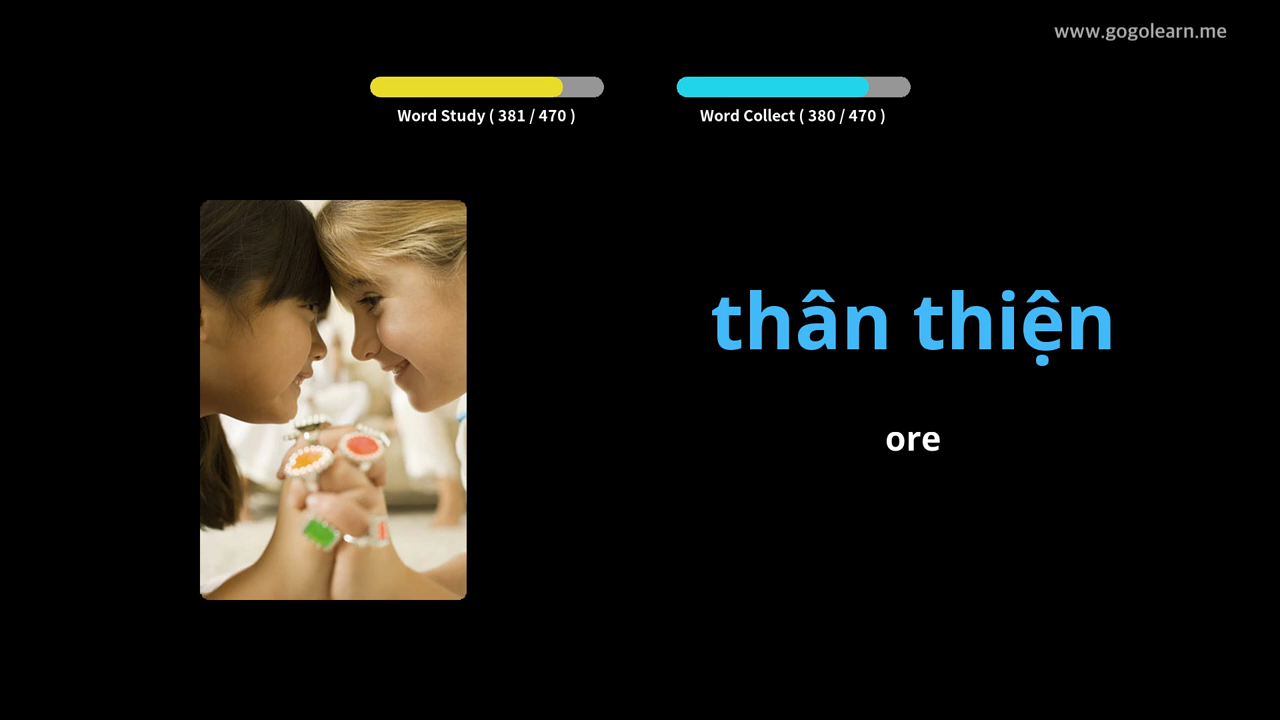 www.gogolearn.me
Word Study ( 381 / 470 )
Word Collect ( 380 / 470 )
thân thiện
ore